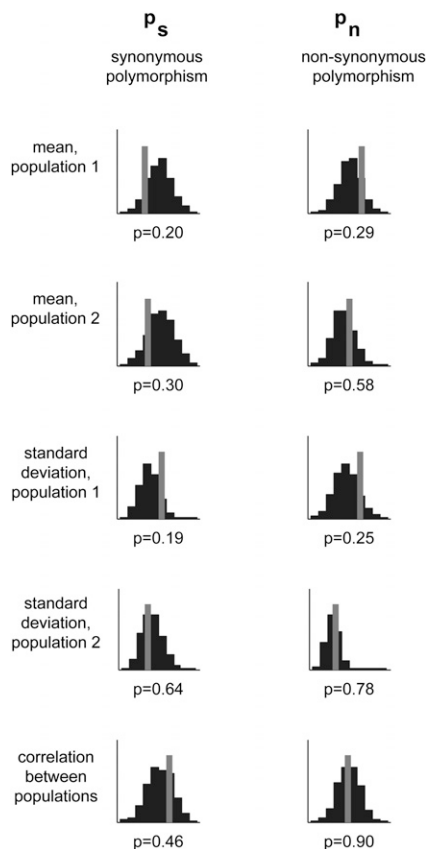 ps pn
synonymous polymorphism
non-synonymous polymorphism
mean, population 1
p=0.20 p=0.29
mean, population 2
p=0.30 p=0.58
standard deviation, population 1
p=0.19 p=0.25
standard deviation, population 2
p=0.64 p=0.78
correlation between populations
p=0.46 p=0.90